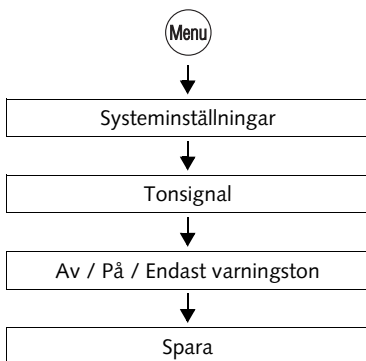 Menu
Systeminställningar
Tonsignal
Av / På / Endast varningston
Spara